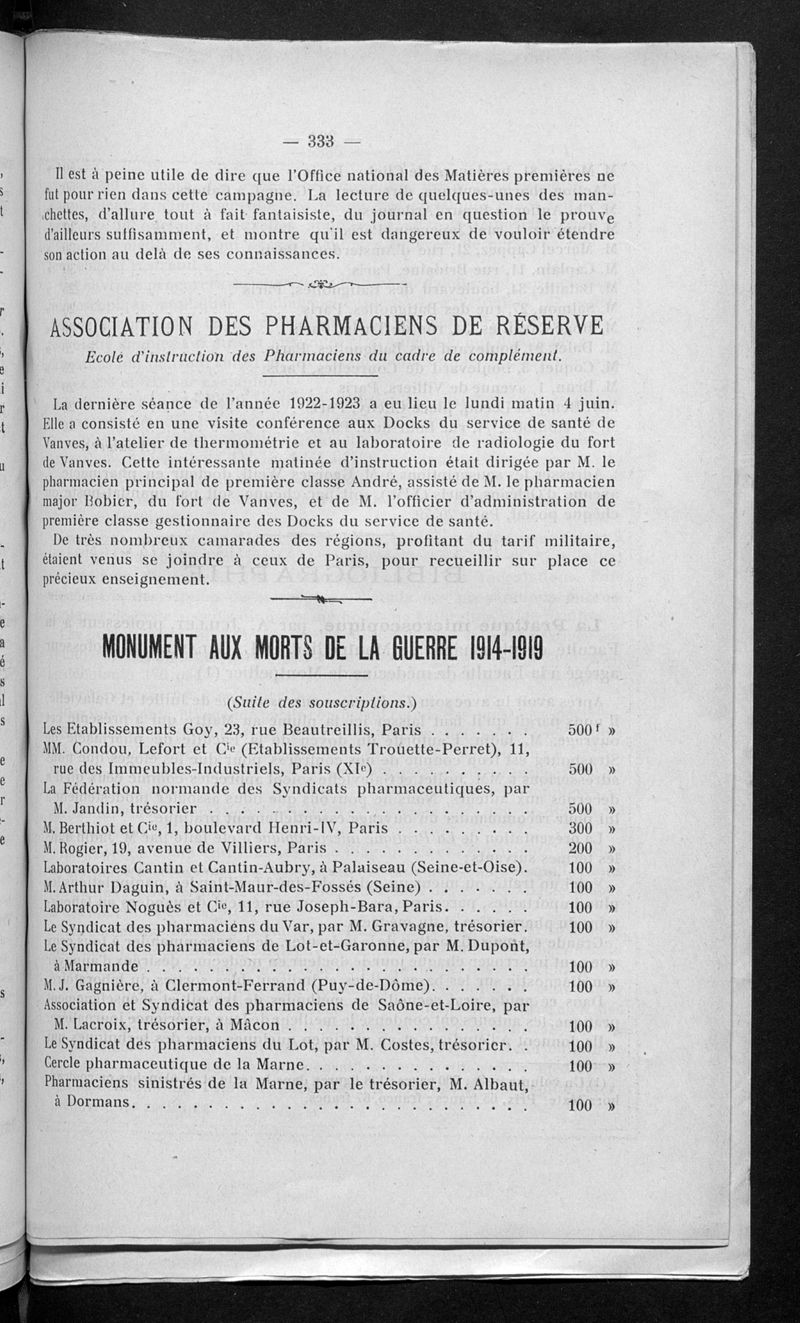 — 333 —
Il est à peine utile de dire que l'Office national des Matières premières ne
fut pour rien dans cette campagne. La lecture de quelques-unes des man-
chettes, d'allure tout à fait fantaisiste, du journal en question le prouve
d'ailleurs suffisamment, et montre qu'il est dangereux de vouloir étendre
son action au delà de ses connaissances.
ASSOCIATION DES PHARMACIENS DE RÉSERVE
Ecole d'instruction des Pharmaciens du cadre de complément.
La dernière séance de l'année 1922-1923 a eu lieu le lundi matin 4 juin.
Elle a consisté en une visite conférence aux Docks du service de santé de
Vanves, à l'atelier de thermométrie et au laboratoire de radiologie du fort
de Vanves. Cette intéressante matinée d'instruction était dirigée par M. le
pharmacien principal de première classe André, assisté de M. le pharmacien
major Bobier, du fort de Vanves, et de M. l'officier d'administration de
première classe gestionnaire des Docks du service de santé.
De très nombreux camarades des régions, profitant du tarif militaire,
étaient venus se joindre à ceux de Paris, pour recueillir sur place ce
précieux enseignement.
MONUMENT AUX MORTS DE LA GUERRE 1914-1919
(Suite des souscriptions.)
Les Etablissements Goy, 23, rue Beautreillis, Paris . . . . . . . 500 f »
MM. Condou, Lefort et Cie (Etablissements Trouette-Perret), 11,
rue des Immeubles-Industriels, Paris (XIe) . . . . . . . . . . 500 »
La Fédération normande des Syndicats pharmaceutiques, par
M. Jandin, trésorier . . . . . . . . . . . . . . . . . . . 500 »
M. Berthiot et Cie, 1, boulevard Henri-IV, Paris . . . . . . . . . 300 »
M. Rogier, 19, avenue de Villiers, Paris . . . . . . . . . . . . . 200 »
Laboratoires Cantin et Cantin-Aubry, à Palaiseau (Seine-et-Oise). 100 »
M. Arthur Daguin, à Saint-Maur-des-Fossés (Seine) . . . . . . . 100 »
Laboratoire Noguès et Cie, 11, rue Joseph-Bara, Paris. . . . . . 100 »
Le Syndicat des pharmaciens du Var, par M. Gravagne, trésorier. 100 »
Le Syndicat des pharmaciens de Lot-et-Garonne, par M. Dupont,
à Marmande . . . . . . . . . . . . . . . . . . . . . . . . 100 »
M. J. Gagnière, à Clermont-Ferrand (Puy-de-Dôme). . . . . . . 100 »
Association et Syndicat des pharmaciens de Saône-et-Loire, par
M. Lacroix, trésorier, à Mâcon . . . . . . . . . . . . . . . 100 »
Le Syndicat des pharmaciens du Lot, par M. Costes, trésorier. . 100 »
Cercle pharmaceutique de la Marne. . . . . . . . . . . . . . . 100 »
Pharmaciens sinistrés de la Marne, par le trésorier, M. Albaut,
à Dormans. . . . . . . . . . . . . . . . . . . . . . . . . . 100 »